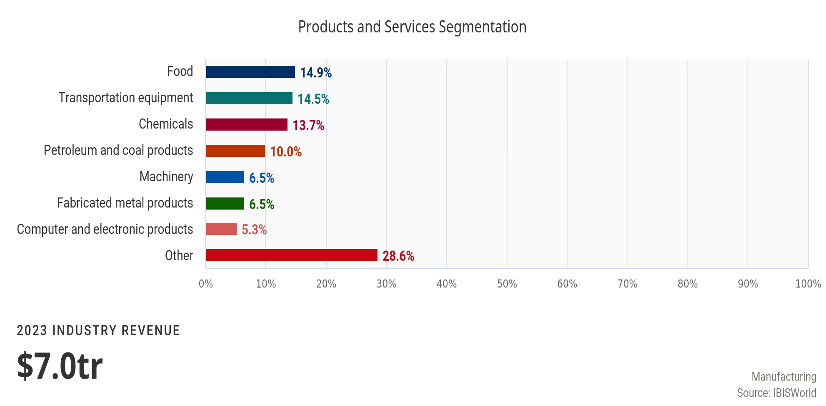 Products and Services Segmentation
Food 14.9%
Transportation equipment 14.5%
Chemicals 13.7%
Petroleum and coal products 10.0%
Machinery 6.5%
Fabricated metal products 6.5%
Computer and electronic products 5.3%
Other 28.6%
0% 10% 20% 30% 40% 50% 60% 70% 80% 90% 100%
2023 INDUSTRY REVENUE
$7.0tr
Manufacturing
Source: IBISWorld